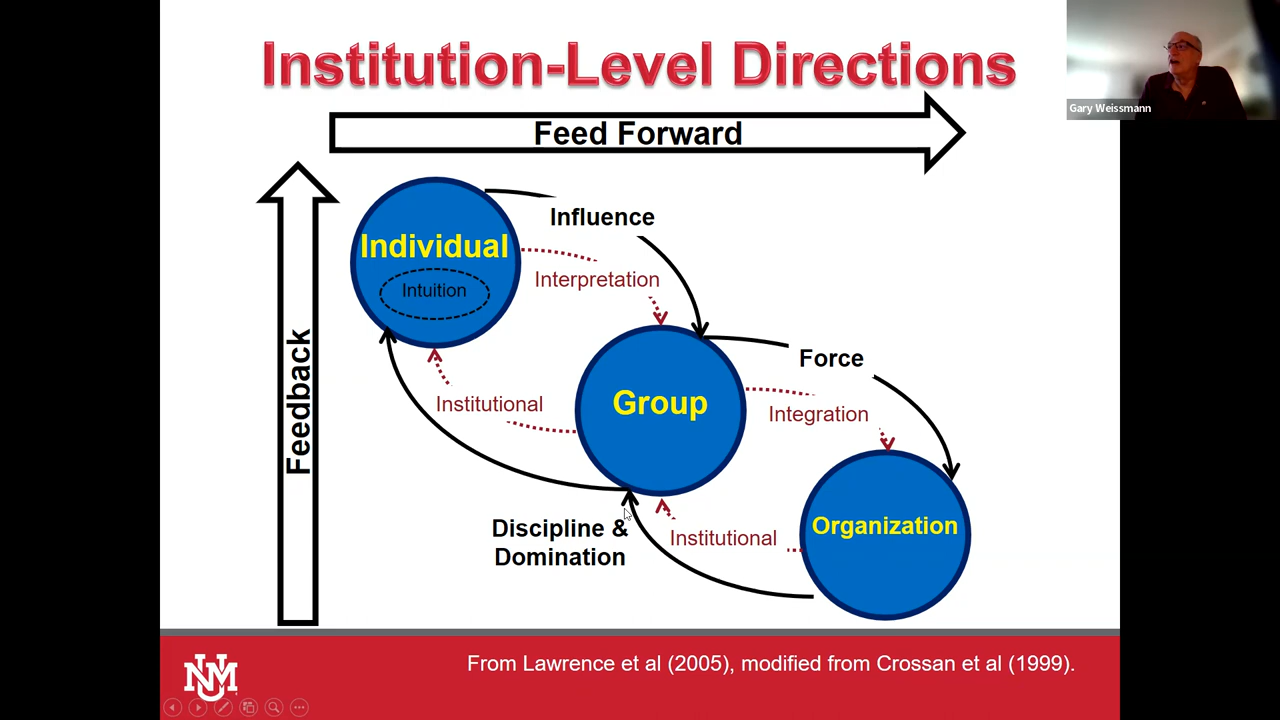 Institution-Level Directions
Gary Weissmann
Feed Forward
Feedback
Individual
Intuition
Influence
Interpretation
Institutional
Group
Force
Integration
Discipline &
Domination
Institutional
Organization
UNM
From Lawrence et al (2005), modified from Crossan et al (1999).